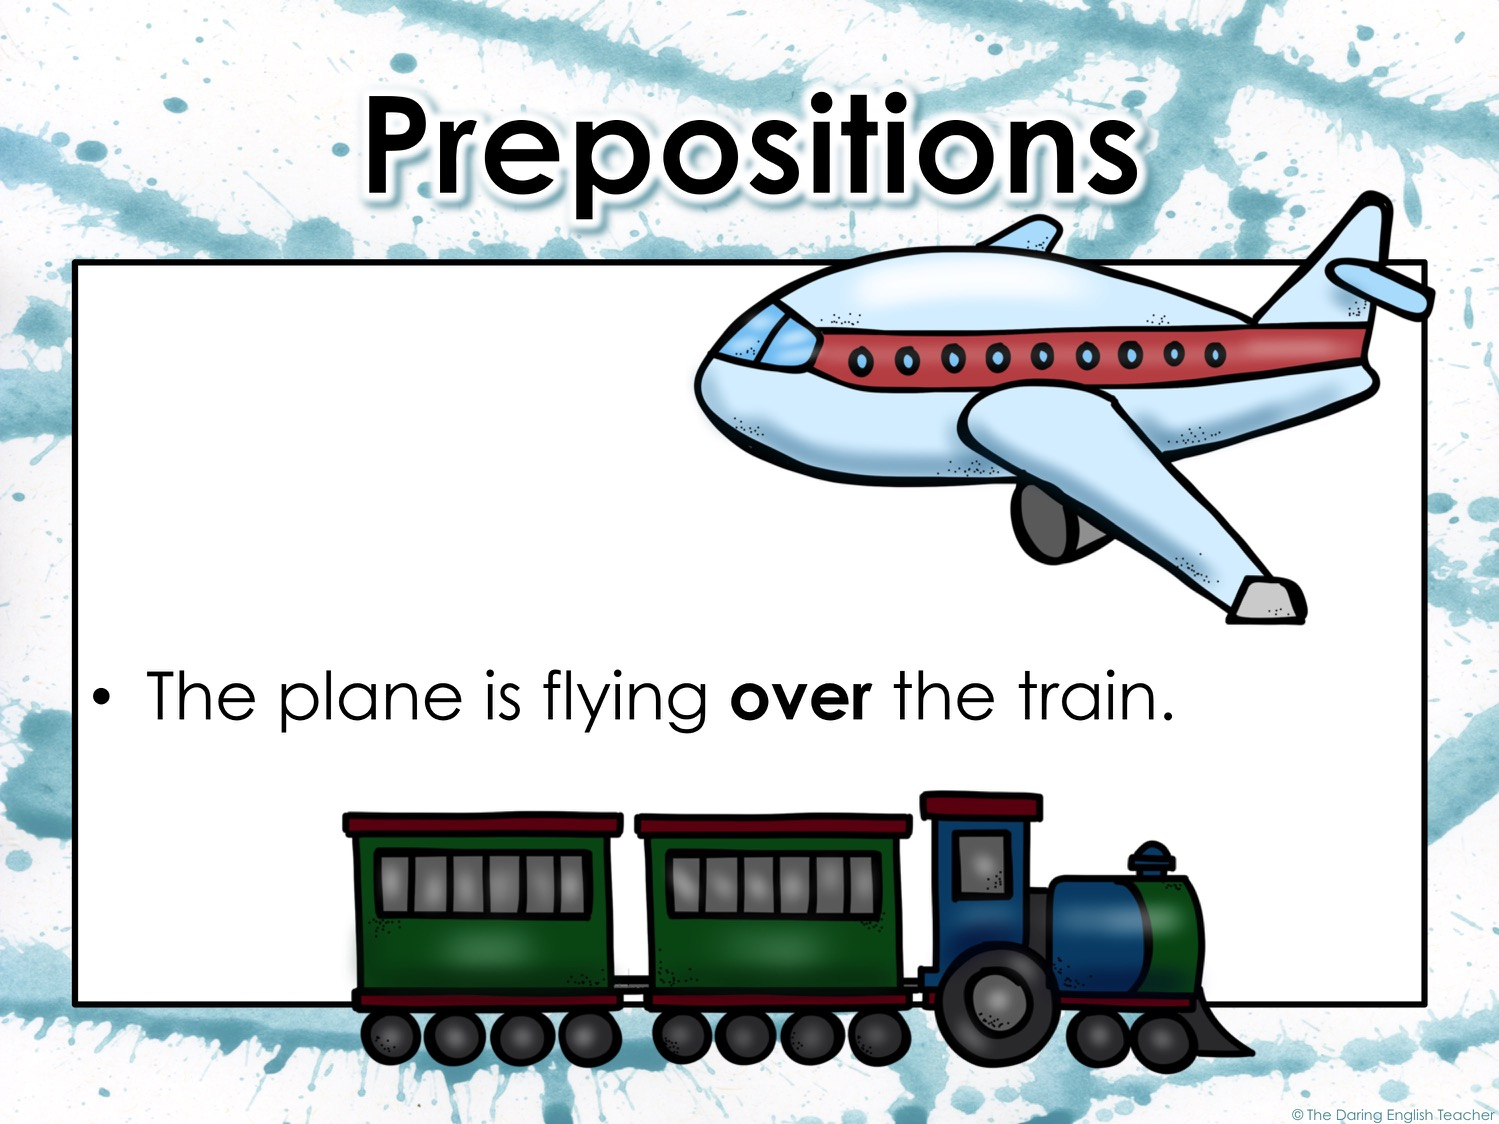 Prepositions
• The plane is flying over the train.
© The Daring English Teacher